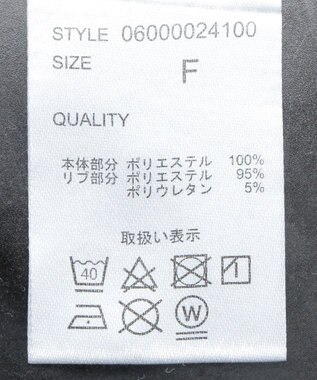 STYLE 06000024100
SIZE
F
QUALITY
本体部分 ポリエステル 100%
リブ部分 ポリエステル 95%
ポリウレタン 5%
取扱い表示
40
W